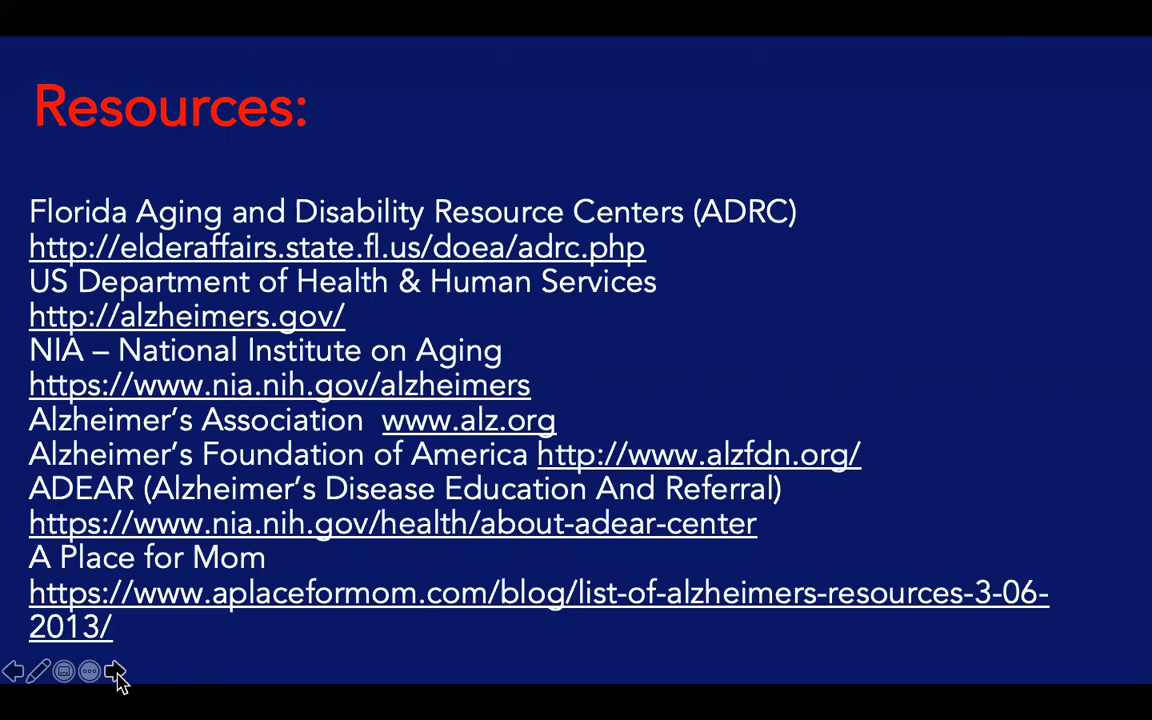 Resources:
Florida Aging and Disability Resource Centers (ADRC)
http://elderaffairs.state.fl.us/doea/adrc.php
US Department of Health & Human Services
http://alzheimers.gov/
NIA – National Institute on Aging
https://www.nia.nih.gov/alzheimers
Alzheimer’s Association  www.alz.org
Alzheimer’s Foundation of America http://www.alzfdn.org/
ADEAR (Alzheimer’s Disease Education And Referral)
https://www.nia.nih.gov/health/about-adear-center
A Place for Mom
https://www.aplaceformom.com/blog/list-of-alzheimers-resources-3-06-
2013/